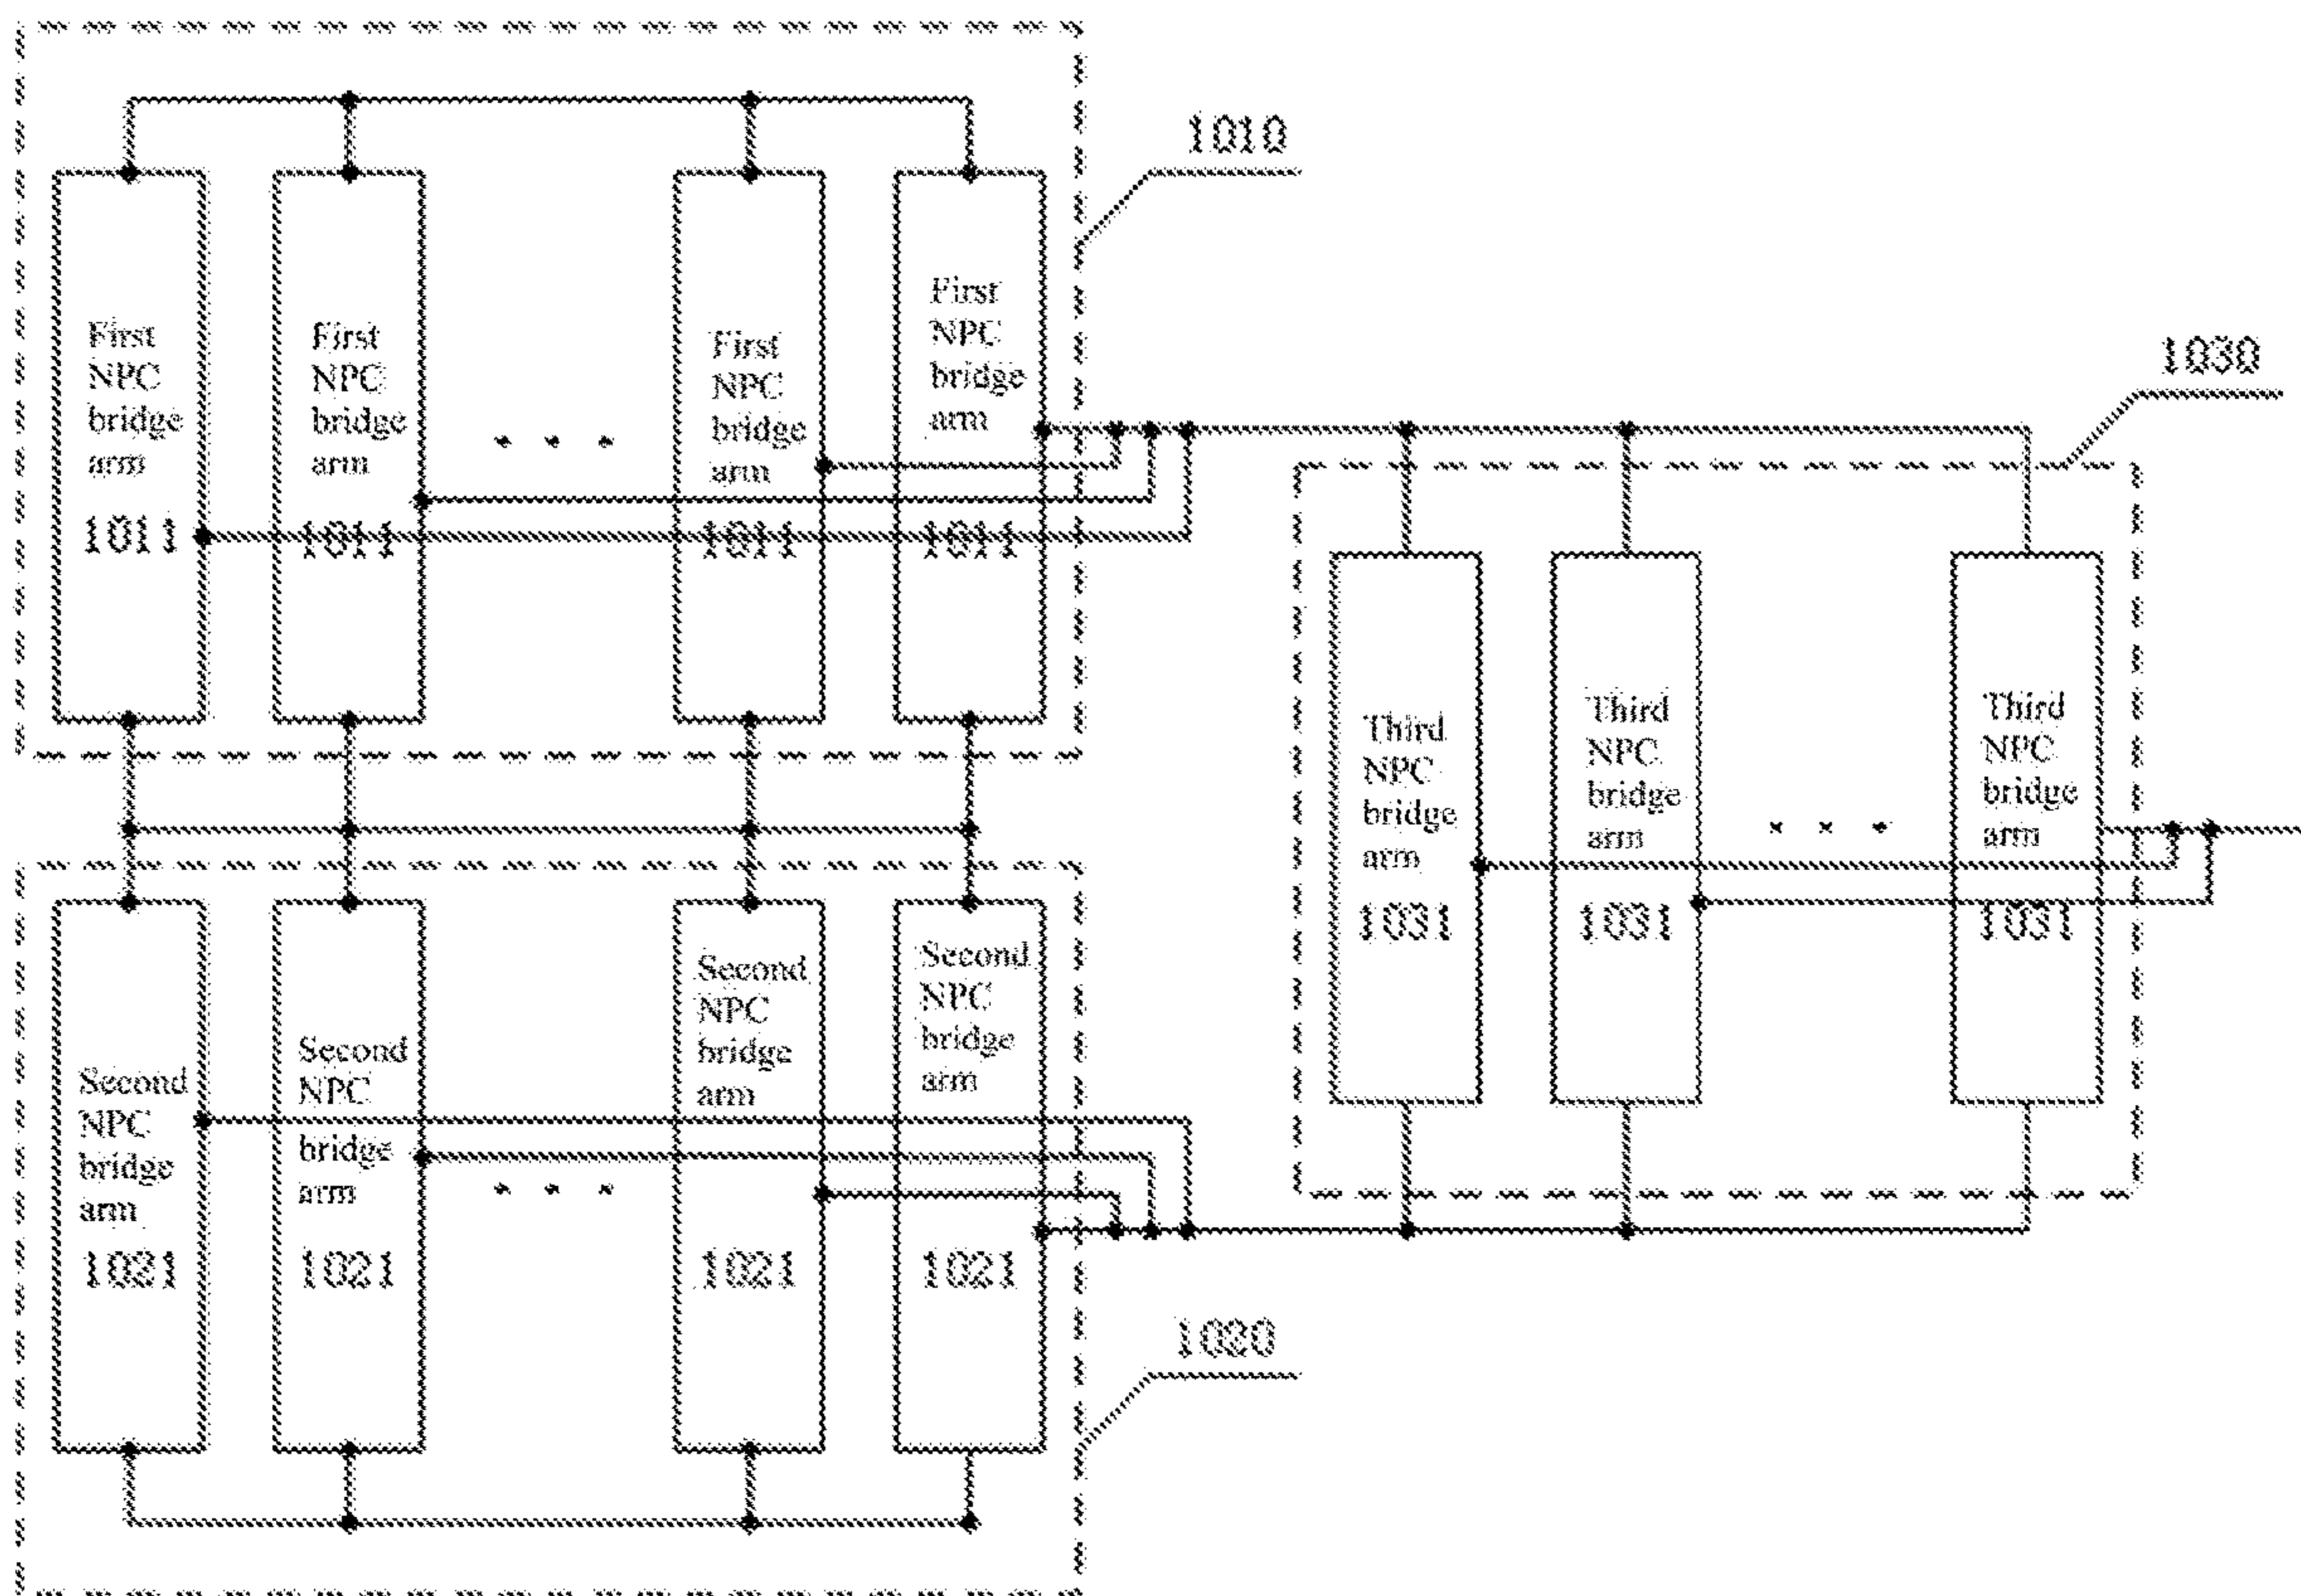 1010
First
NPC
bridge
arm
1011
First
NPC
bridge
arm
1011
First
NPC
bridge
arm
1011
First
NPC
bridge
arm
1011
1030
Third
NPC
bridge
arm
1031
Third
NPC
bridge
arm
1031
Third
NPC
bridge
arm
1031
Second
NPC
bridge
arm
1021
Second
NPC
bridge
arm
1021
Second
NPC
bridge
arm
1021
Second
NPC
bridge
arm
1021
1020